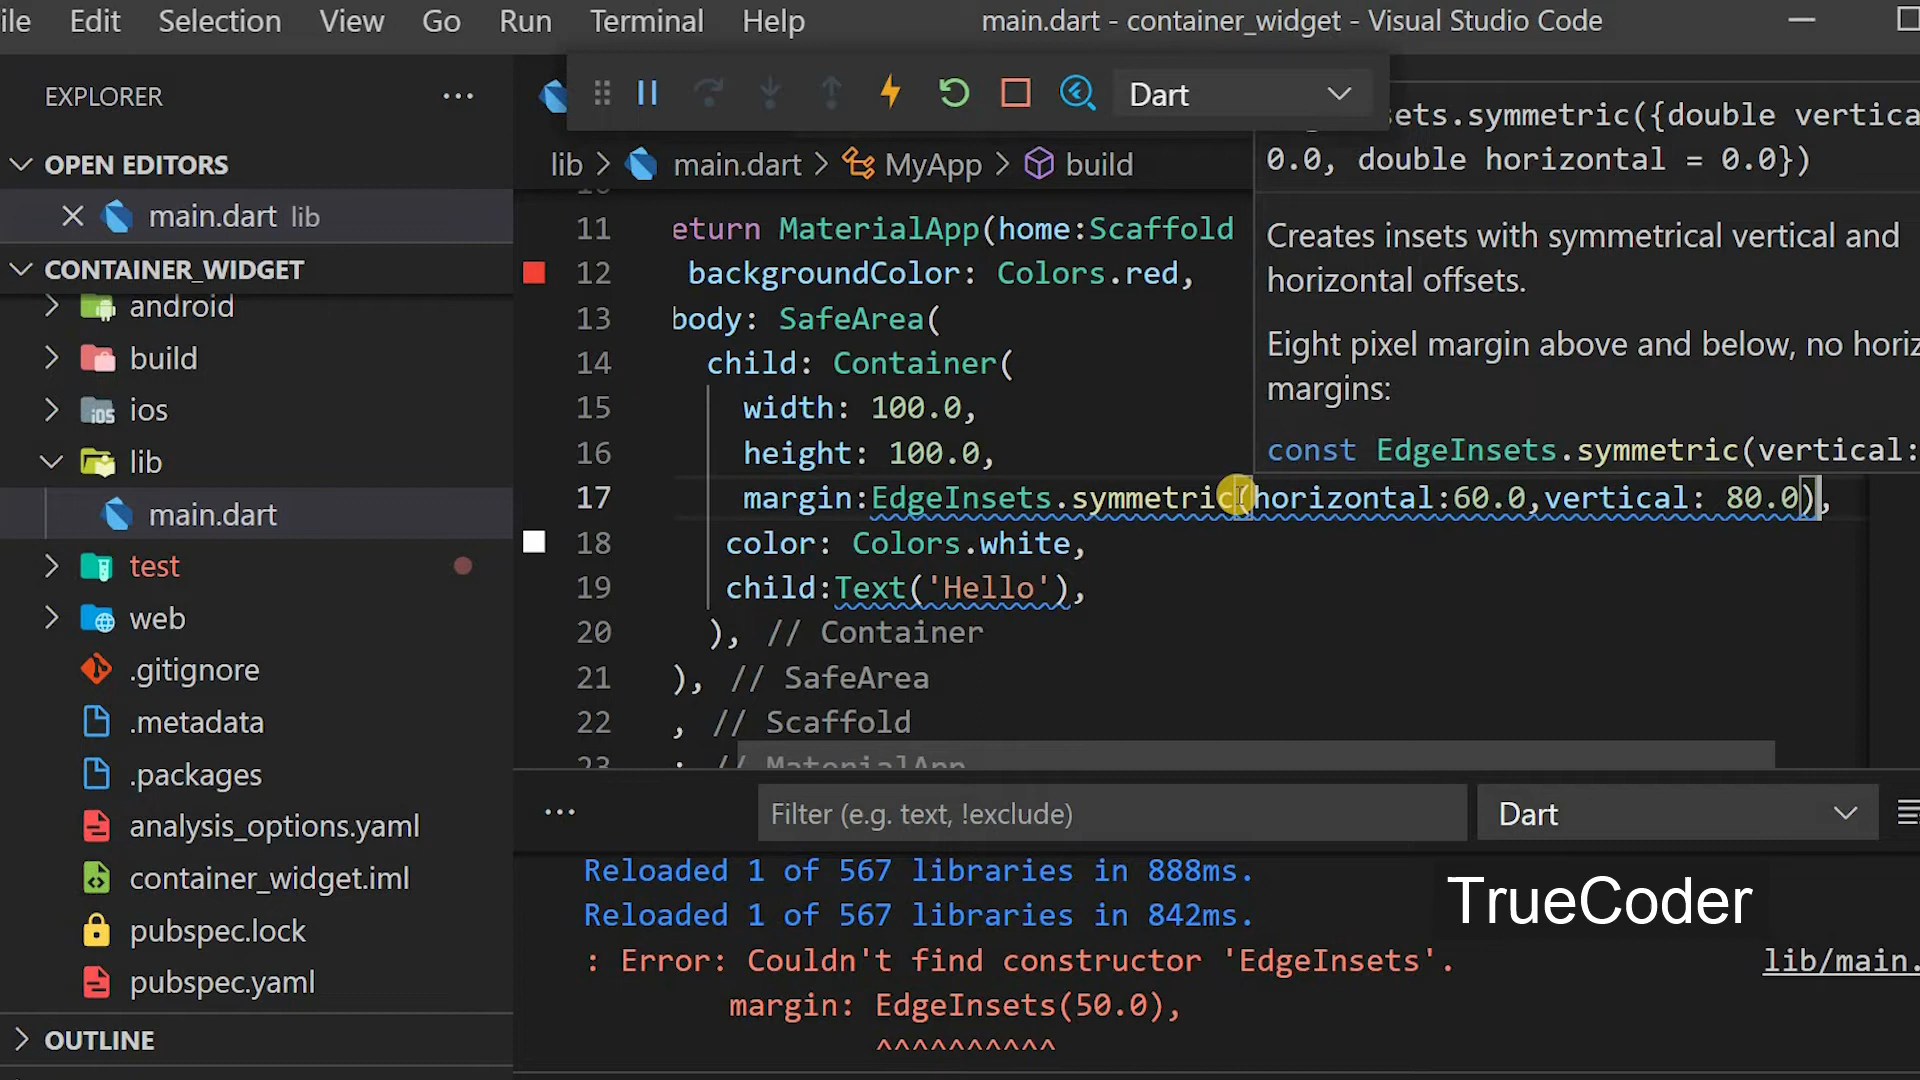 ile Edit Selection View Go Run Terminal Help main.dart - container_widget - Visual Studio Code
EXPLORER
Dart
OPEN EDITORS
main.dart lib
CONTAINER_WIDGET
android
build
ios
lib
main.dart
test
web
.gitignore
.metadata
.packages
analysis_options.yaml
container_widget.iml
pubspec.lock
pubspec.yaml
OUTLINE
lib > main.dart > MyApp > build
11 eturn MaterialApp(home:Scaffold
12 backgroundColor: Colors.red,
13 body: SafeArea(
14 child: Container(
15 width: 100.0,
16 height: 100.0,
17 margin:EdgeInsets.symmetric(horizontal:60.0,vertical: 80.0),
18 color: Colors.white,
19 child:Text('Hello'),
20 ), // Container
21 ), // SafeArea
22 , // Scaffold
23 ; // MaterialApp
sets.symmetric({double vertica
0.0, double horizontal = 0.0})
Creates insets with symmetrical vertical and
horizontal offsets.
Eight pixel margin above and below, no horiz
margins:
const EdgeInsets.symmetric(vertical:
Filter (e.g. text, !exclude)
Dart
Reloaded 1 of 567 libraries in 888ms.
Reloaded 1 of 567 libraries in 842ms.
: Error: Couldn't find constructor 'EdgeInsets'.
lib/main.
margin: EdgeInsets(50.0),
^^^^^^^^^^
TrueCoder